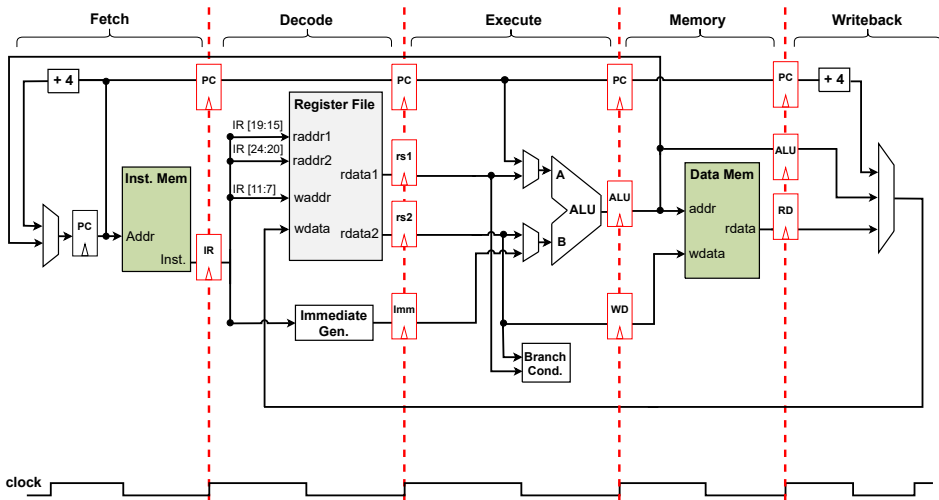 Fetch
Decode
Execute
Memory
Writeback
+ 4
PC
PC
PC
PC
+ 4
Register File
IR [19:15]
raddr1
IR [24:20]
raddr2
rdata1
rs1
IR [11:7]
waddr
wdata
rdata2
rs2
A
ALU
B
ALU
ALU
Inst. Mem
PC
Addr
Inst.
IR
Data Mem
addr
rdata
RD
wdata
Immediate
Gen.
Imm
WD
Branch
Cond.
clock